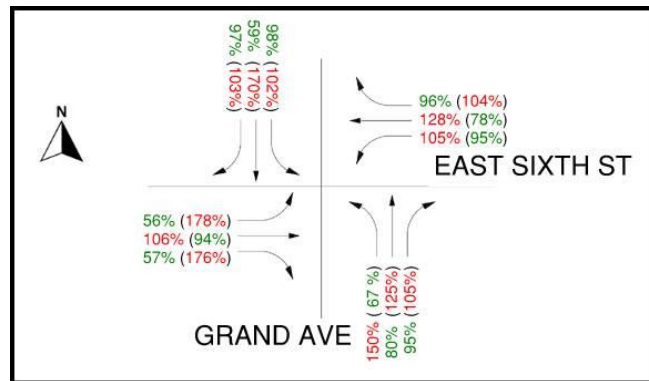 97% (103%)
59% (170%)
98% (102%)
N
96% (104%)
128% (78%)
105% (95%)
EAST SIXTH ST
56% (178%)
106% (94%)
57% (176%)
150% ( 67 %)
80% (125%)
95% (105%)
GRAND AVE